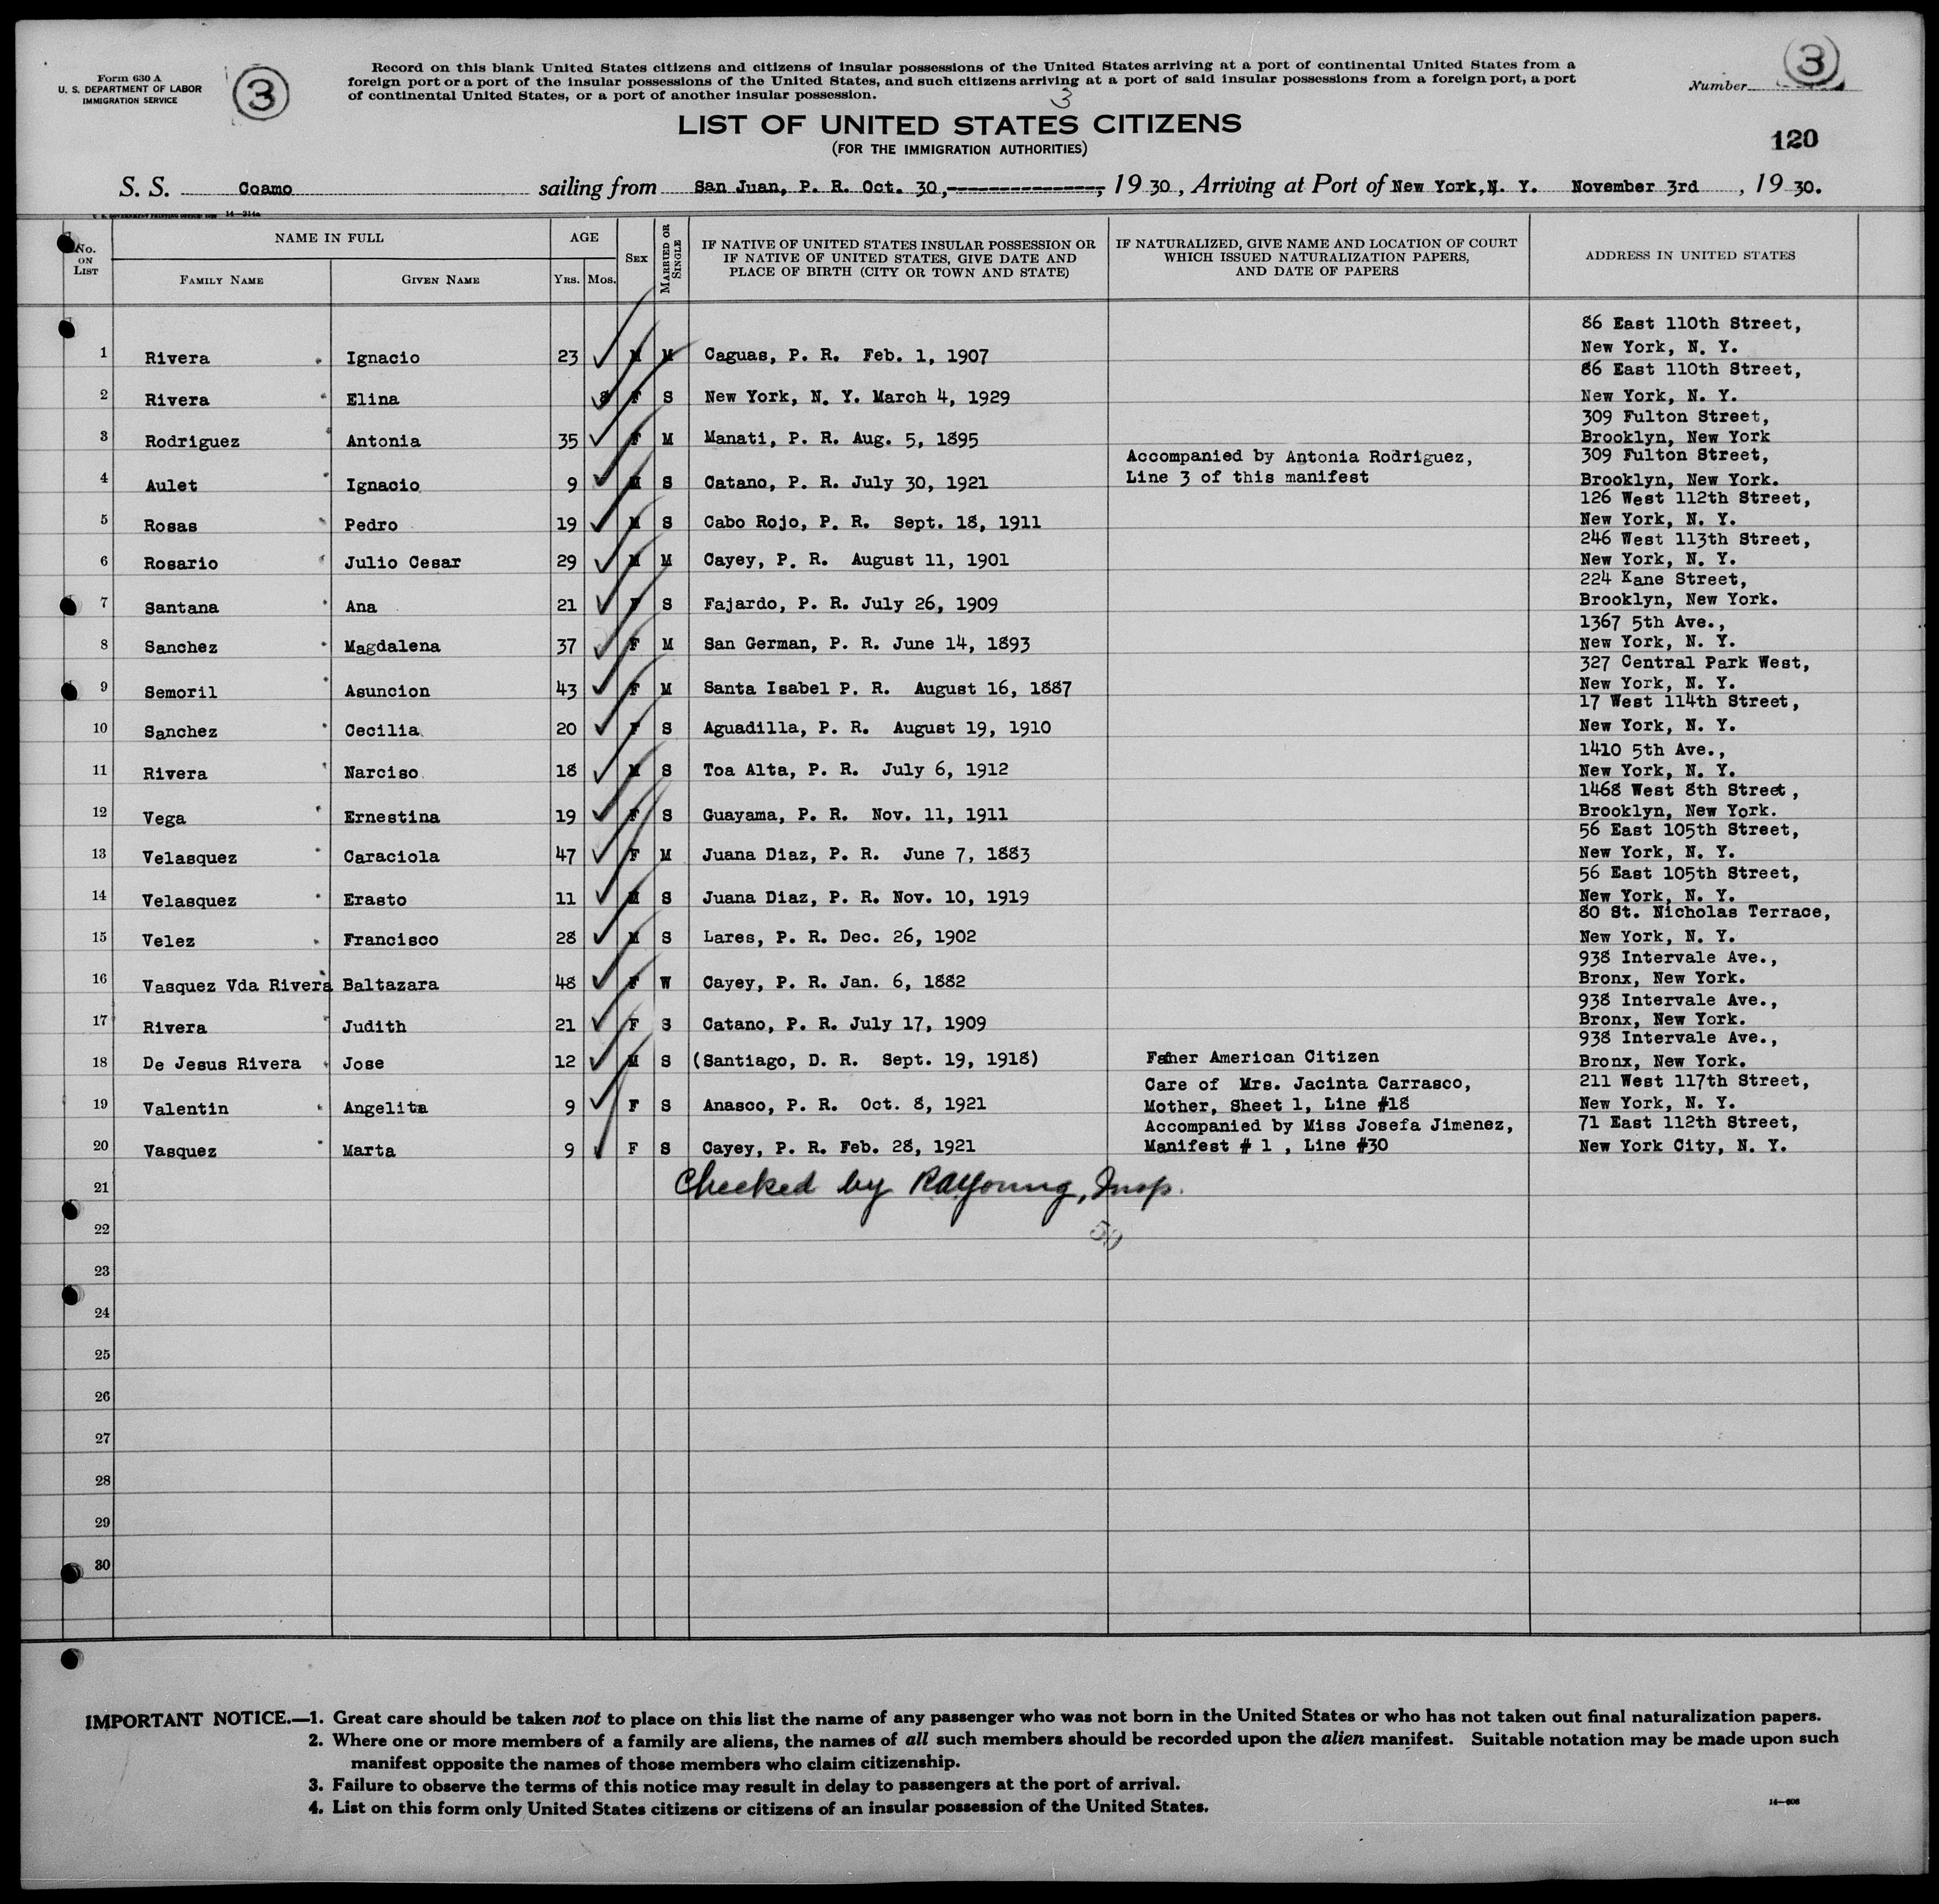 Form 630 A
U. S. DEPARTMENT OF LABOR
IMMIGRATION SERVICE
3
Record on this blank United States citizens and citizens of insular possessions of the United States arriving at a port of continental United States from a
foreign port or a port of the insular possessions of the United States, and such citizens arriving at a port of said insular possessions from a foreign port, a port
of continental United States, or a port of another insular possession.
3
Number
3
LIST OF UNITED STATES CITIZENS
(FOR THE IMMIGRATION AUTHORITIES)
120
S. S. Coamo sailing from San Juan, P. R. Oct. 30, 1930, Arriving at Port of New York, N. Y. November 3rd, 1930.
14—314a
No. ON LIST
NAME IN FULL
FAMILY NAME
GIVEN NAME
AGE
YRS. MOS.
SEX
MARRIED OR SINGLE
IF NATIVE OF UNITED STATES INSULAR POSSESSION OR
IF NATIVE OF UNITED STATES, GIVE DATE AND
PLACE OF BIRTH (CITY OR TOWN AND STATE)
IF NATURALIZED, GIVE NAME AND LOCATION OF COURT
WHICH ISSUED NATURALIZATION PAPERS,
AND DATE OF PAPERS
ADDRESS IN UNITED STATES
86 East 110th Street,
1 Rivera Ignacio 23 M M Caguas, P. R. Feb. 1, 1907 New York, N. Y.
86 East 110th Street,
2 Rivera Elina 8 F S New York, N. Y. March 4, 1929 New York, N. Y.
309 Fulton Street,
3 Rodriguez Antonia 35 F M Manati, P. R. Aug. 5, 1895 Brooklyn, New York
Accompanied by Antonia Rodriguez, 309 Fulton Street,
4 Aulet Ignacio 9 M S Catano, P. R. July 30, 1921 Line 3 of this manifest Brooklyn, New York.
126 West 112th Street,
5 Rosas Pedro 19 M S Cabo Rojo, P. R. Sept. 18, 1911 New York, N. Y.
246 West 113th Street,
6 Rosario Julio Cesar 29 M M Cayey, P. R. August 11, 1901 New York, N. Y.
224 Kane Street,
7 Santana Ana 21 F S Fajardo, P. R. July 26, 1909 Brooklyn, New York.
1367 5th Ave.,
8 Sanchez Magdalena 37 F M San German, P. R. June 14, 1893 New York, N. Y.
327 Central Park West,
9 Semoril Asuncion 43 F M Santa Isabel P. R. August 16, 1887 New York, N. Y.
17 West 114th Street,
10 Sanchez Cecilia 20 F S Aguadilla, P. R. August 19, 1910 New York, N. Y.
1410 5th Ave.,
11 Rivera Narciso 18 M S Toa Alta, P. R. July 6, 1912 New York, N. Y.
1468 West 8th Street,
12 Vega Ernestina 19 F S Guayama, P. R. Nov. 11, 1911 Brooklyn, New York.
56 East 105th Street,
13 Velasquez Caraciola 47 F M Juana Diaz, P. R. June 7, 1883 New York, N. Y.
56 East 105th Street,
14 Velasquez Erasto 11 M S Juana Diaz, P. R. Nov. 10, 1919 New York, N. Y.
80 St. Nicholas Terrace,
15 Velez Francisco 28 M S Lares, P. R. Dec. 26, 1902 New York, N. Y.
938 Intervale Ave.,
16 Vasquez Vda Rivera Baltazara 48 F W Cayey, P. R. Jan. 6, 1882 Bronx, New York.
938 Intervale Ave.,
17 Rivera Judith 21 F S Catano, P. R. July 17, 1909 Bronx, New York.
938 Intervale Ave.,
18 De Jesus Rivera Jose 12 M S (Santiago, D. R. Sept. 19, 1918) Faher American Citizen Bronx, New York.
Care of Mrs. Jacinta Carrasco, 211 West 117th Street,
19 Valentin Angelita 9 F S Anasco, P. R. Oct. 8, 1921 Mother, Sheet 1, Line #18 New York, N. Y.
Accompanied by Miss Josefa Jimenez, 71 East 112th Street,
20 Vasquez Marta 9 F S Cayey, P. R. Feb. 28, 1921 Manifest # 1 , Line #30 New York City, N. Y.
21 Checked by RAYoung, Insp.
22
23
24
25
26
27
28
29
30
IMPORTANT NOTICE.—1. Great care should be taken not to place on this list the name of any passenger who was not born in the United States or who has not taken out final naturalization papers.
2. Where one or more members of a family are aliens, the names of all such members should be recorded upon the alien manifest. Suitable notation may be made upon such
manifest opposite the names of those members who claim citizenship.
3. Failure to observe the terms of this notice may result in delay to passengers at the port of arrival.
4. List on this form only United States citizens or citizens of an insular possession of the United States.
14—608